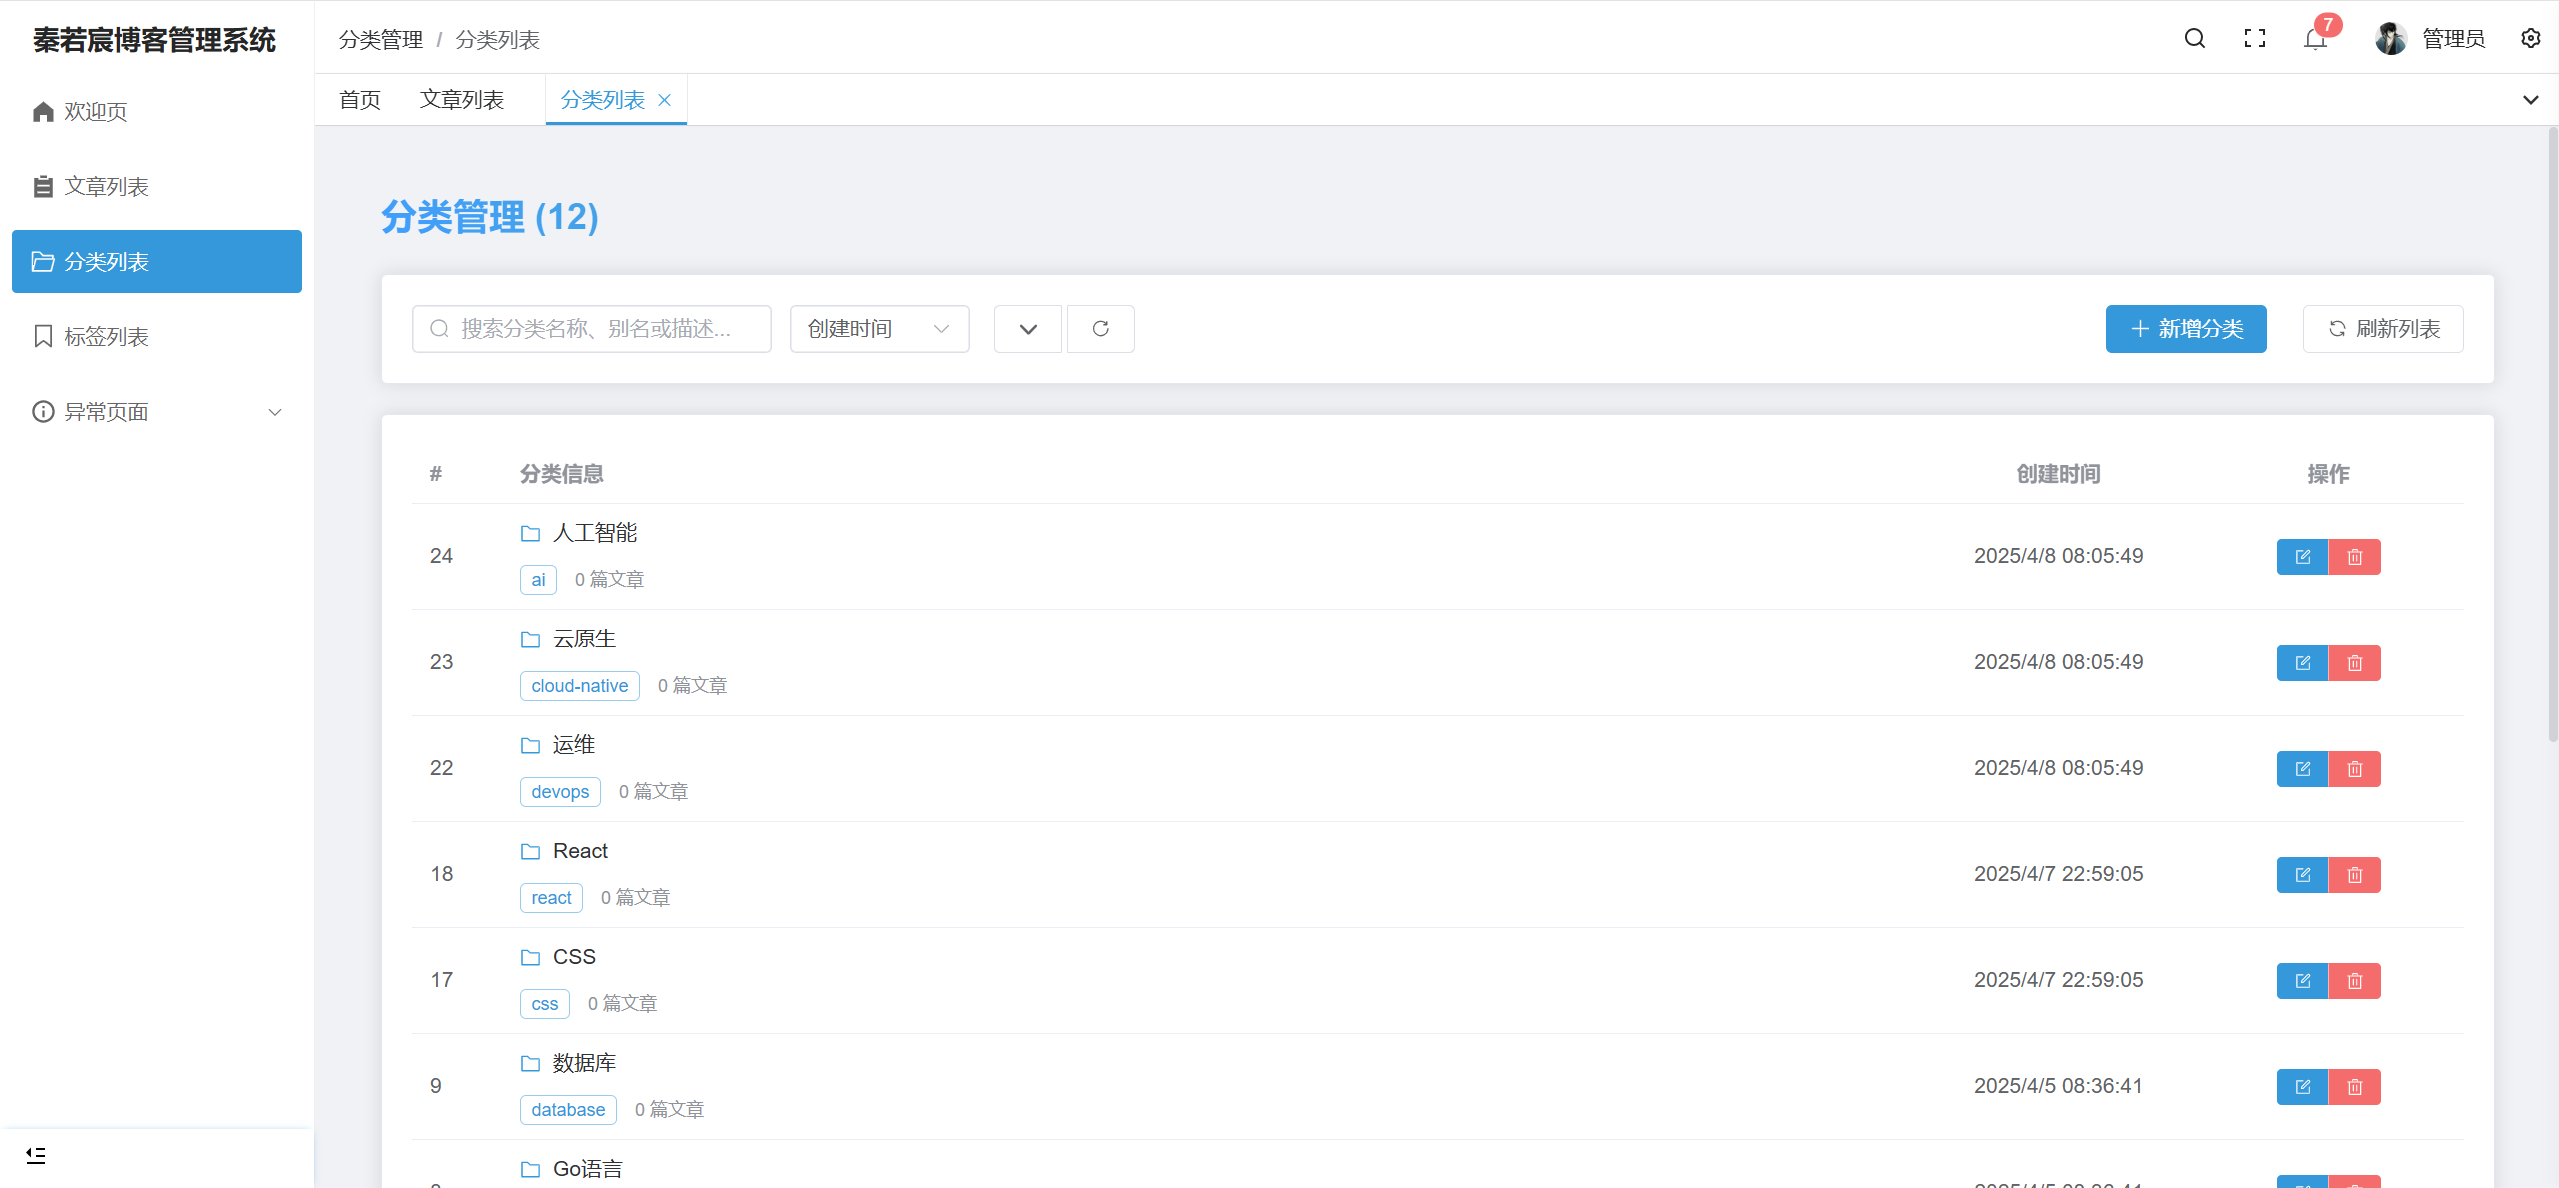 秦若宸博客管理系统
欢迎页
文章列表
分类列表
标签列表
异常页面
分类管理 / 分类列表
7
管理员
首页
文章列表
分类列表
分类管理 (12)
搜索分类名称、别名或描述...
创建时间
新增分类
刷新列表
# 分类信息 创建时间 操作
24 人工智能 2025/4/8 08:05:49
ai 0 篇文章
23 云原生 2025/4/8 08:05:49
cloud-native 0 篇文章
22 运维 2025/4/8 08:05:49
devops 0 篇文章
18 React 2025/4/7 22:59:05
react 0 篇文章
17 CSS 2025/4/7 22:59:05
css 0 篇文章
9 数据库 2025/4/5 08:36:41
database 0 篇文章
Go语言